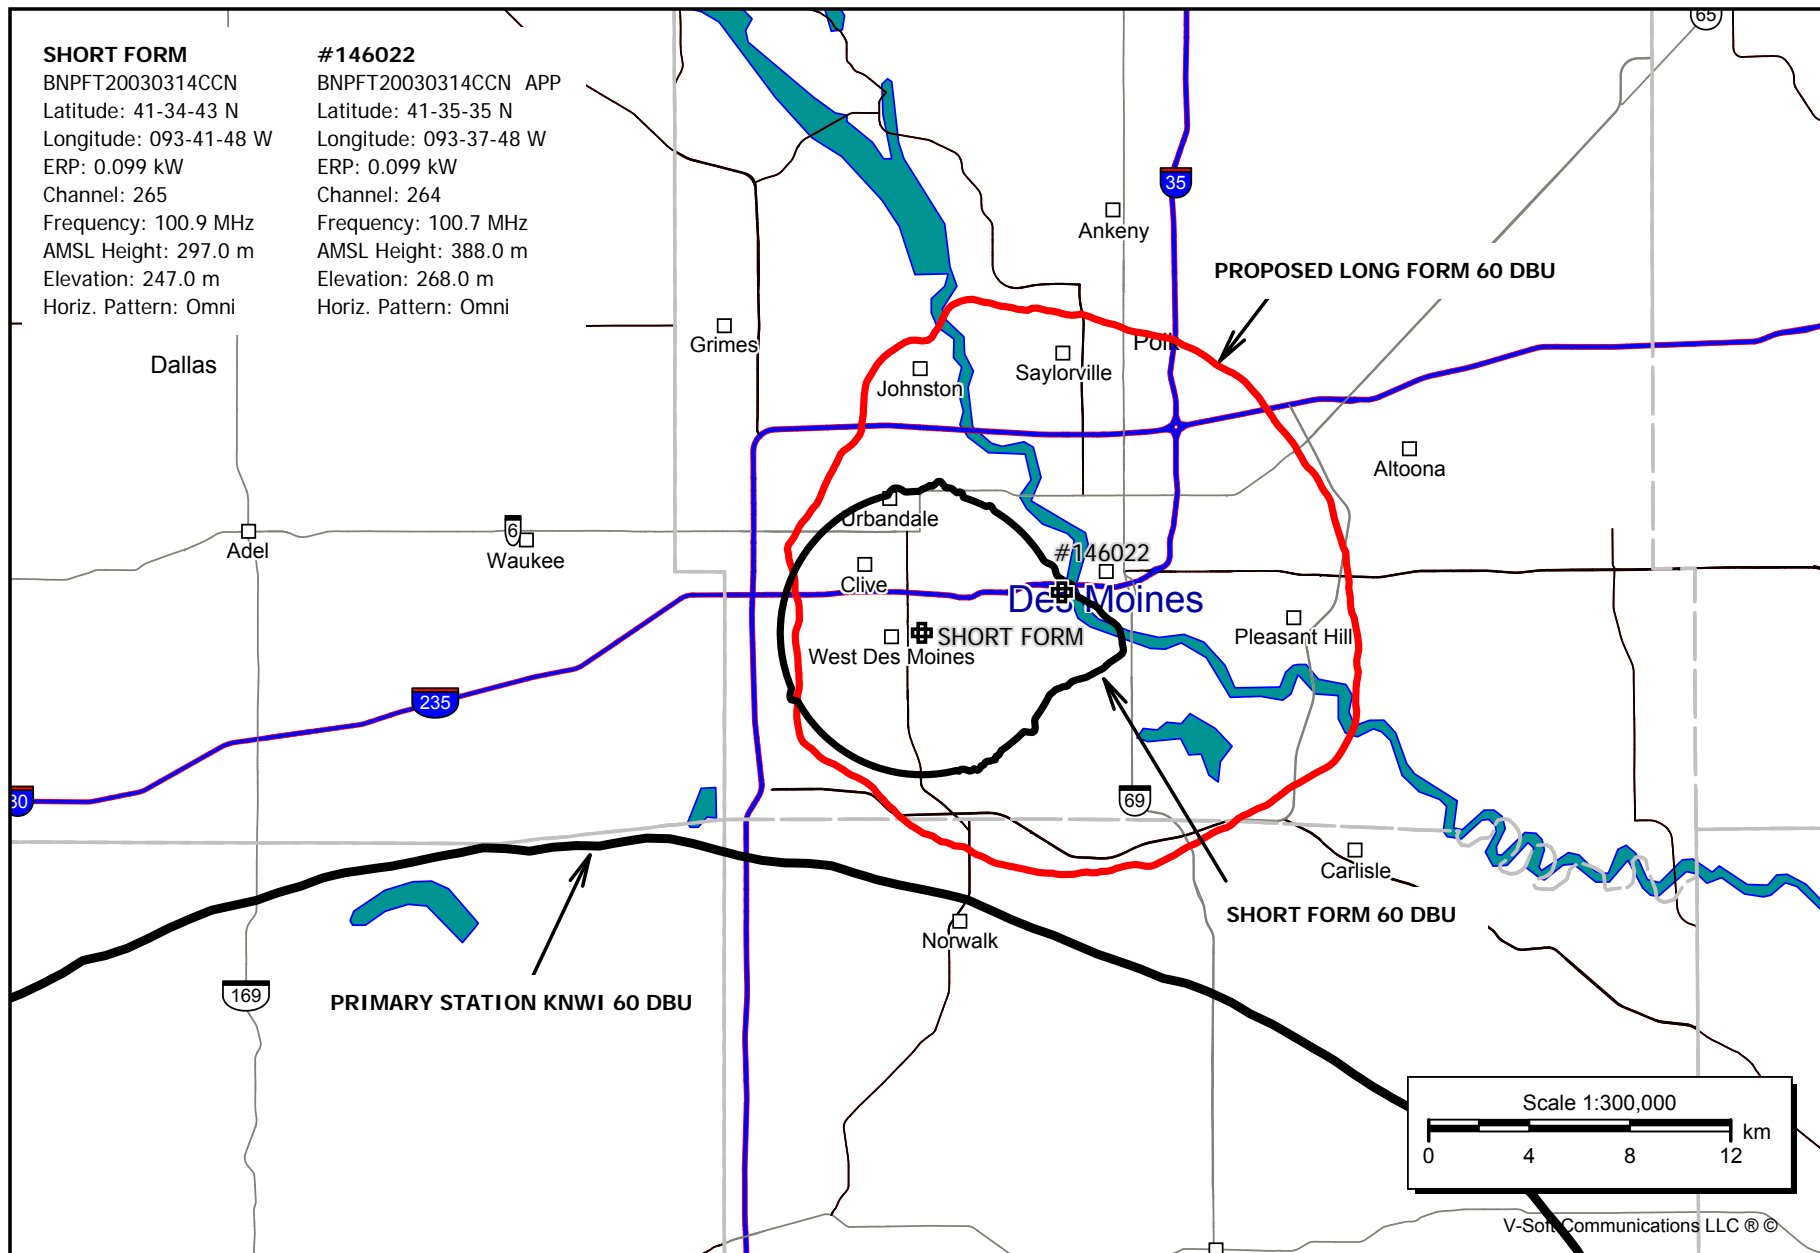 SHORT FORM
BNPFT20030314CCN
Latitude: 41-34-43 N
Longitude: 093-41-48 W
ERP: 0.099 kW
Channel: 265
Frequency: 100.9 MHz
AMSL Height: 297.0 m
Elevation: 247.0 m
Horiz. Pattern: Omni
#146022
BNPFT20030314CCN APP
Latitude: 41-35-35 N
Longitude: 093-37-48 W
ERP: 0.099 kW
Channel: 264
Frequency: 100.7 MHz
AMSL Height: 388.0 m
Elevation: 268.0 m
Horiz. Pattern: Omni
65
35
Ankeny
PROPOSED LONG FORM 60 DBU
Grimes
Polk
Dallas
Saylorville
Johnston
Altoona
Urbandale
6
Adel
Waukee
#146022
Clive
Des Moines
SHORT FORM
Pleasant Hill
West Des Moines
235
80
69
Carlisle
SHORT FORM 60 DBU
Norwalk
169
PRIMARY STATION KNWI 60 DBU
Scale 1:300,000
km
0 4 8 12
V-Soft Communications LLC ® ©